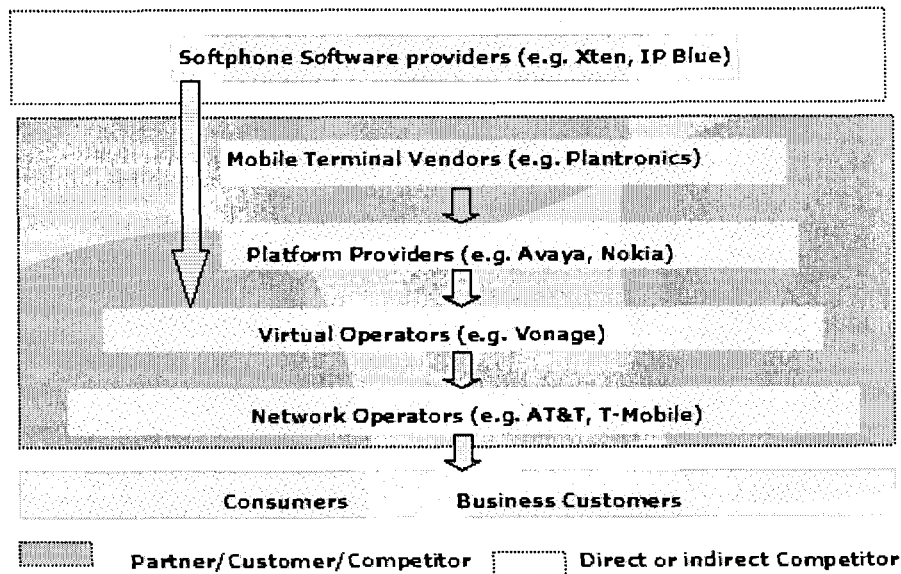 Softphone Software providers (e.g. Xten, IP Blue)
Mobile Terminal Vendors (e.g. Plantronics)
Platform Providers (e.g. Avaya, Nokia)
Virtual Operators (e.g. Vonage)
Network Operators (e.g. AT&T, T-Mobile)
Consumers Business Customers
Partner/Customer/Competitor Direct or indirect Competitor